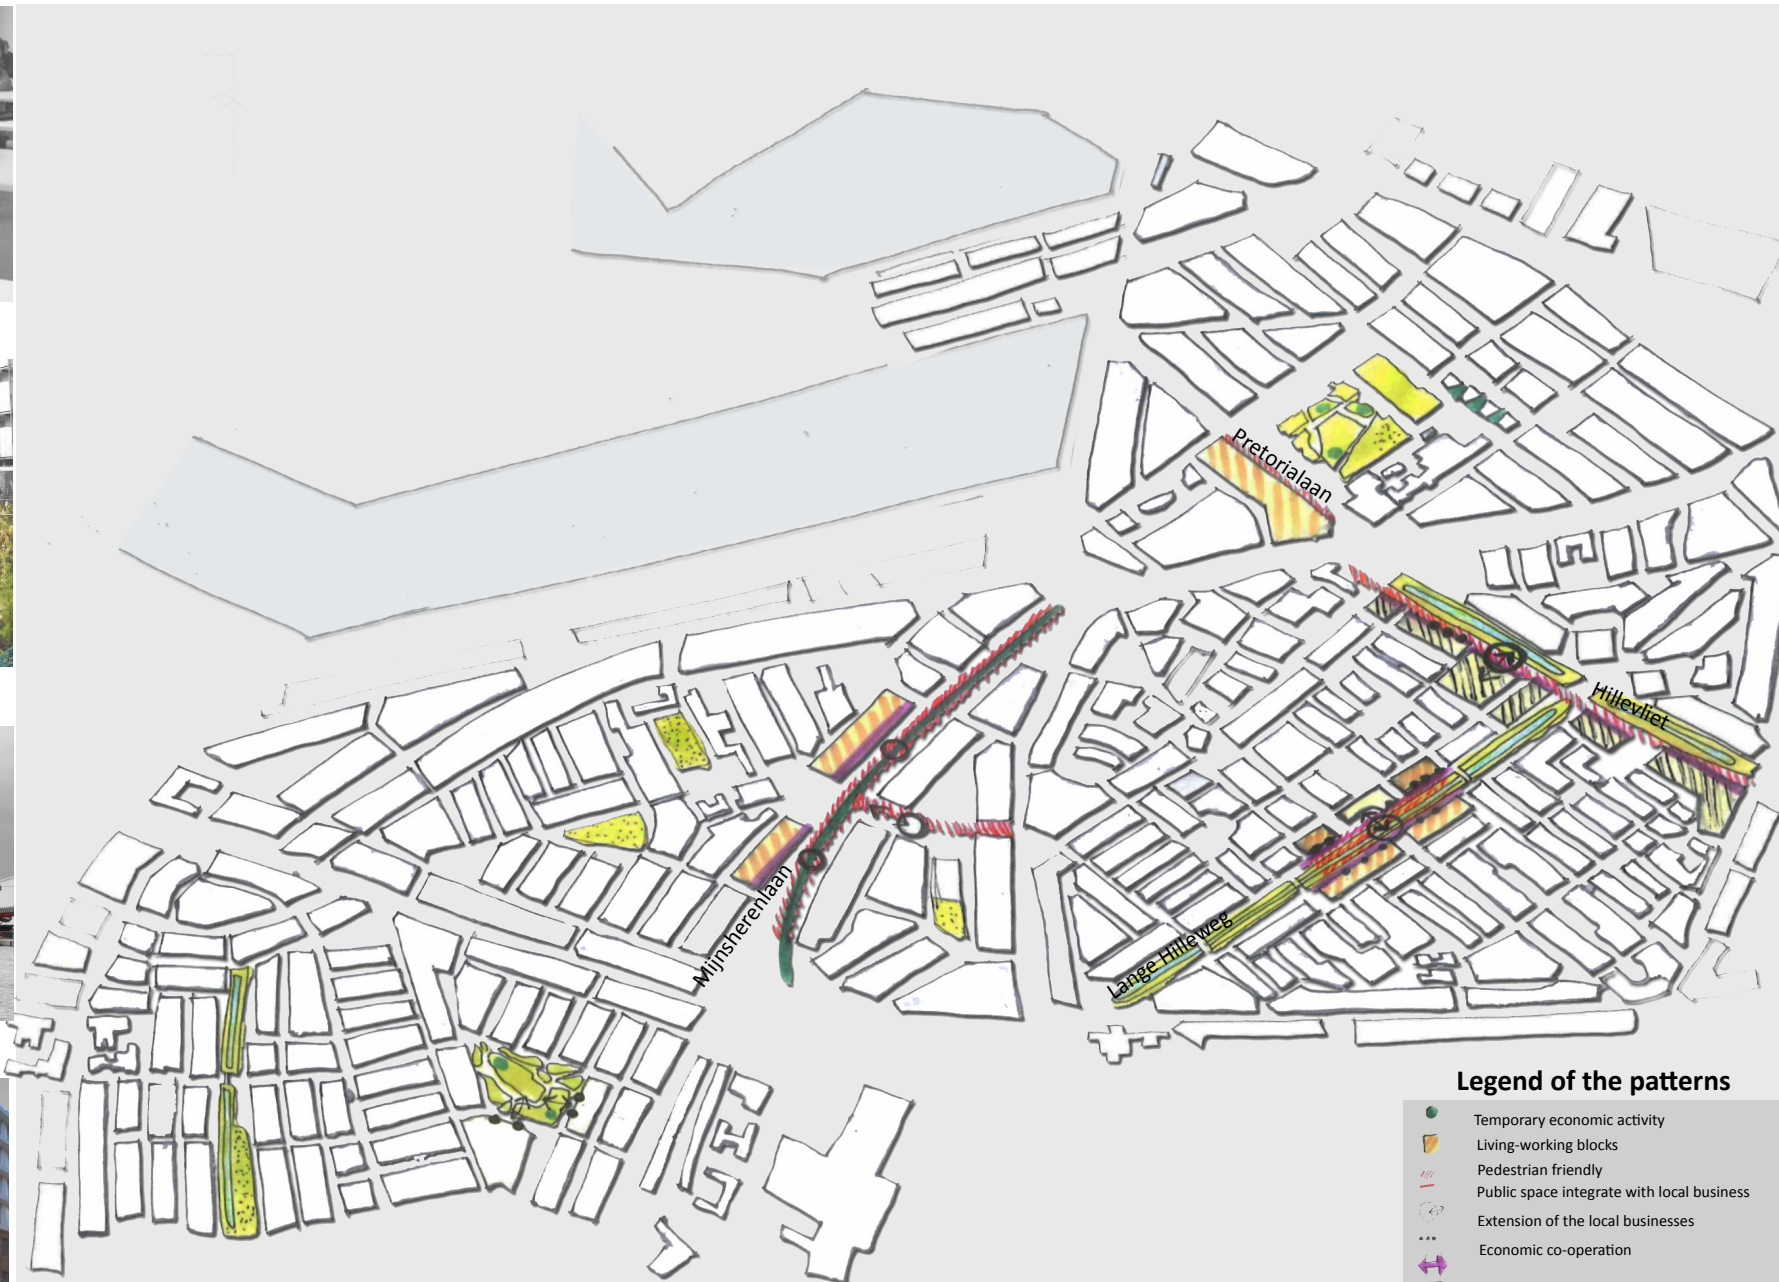 Pretorialaan
Hillevliet
Mijnsherenlaan
Lange Hilleweg
Legend of the patterns
Temporary economic activity
Living-working blocks
Pedestrian friendly
Public space integrate with local business
Extension of the local businesses
Economic co-operation